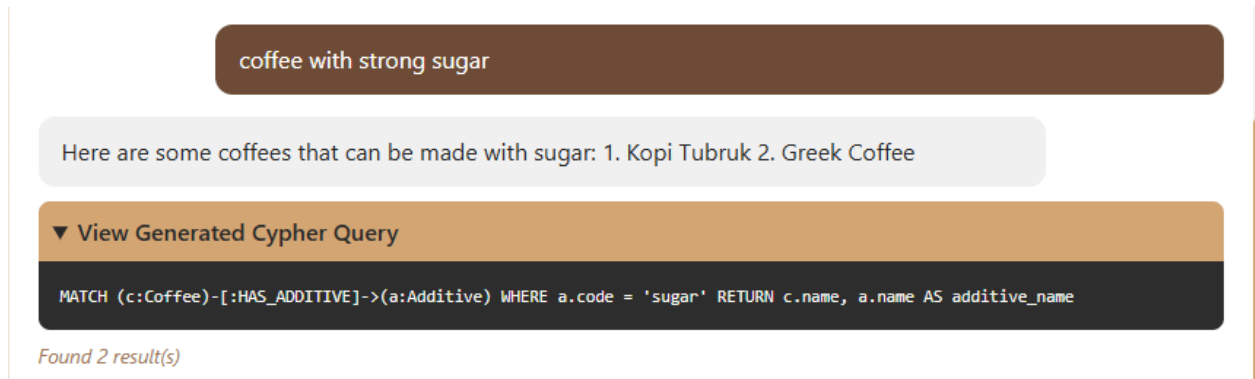 coffee with strong sugar
Here are some coffees that can be made with sugar: 1. Kopi Tubruk 2. Greek Coffee
▼ View Generated Cypher Query
MATCH (c:Coffee)-[:HAS_ADDITIVE]->(a:Additive) WHERE a.code = 'sugar' RETURN c.name, a.name AS additive_name
Found 2 result(s)